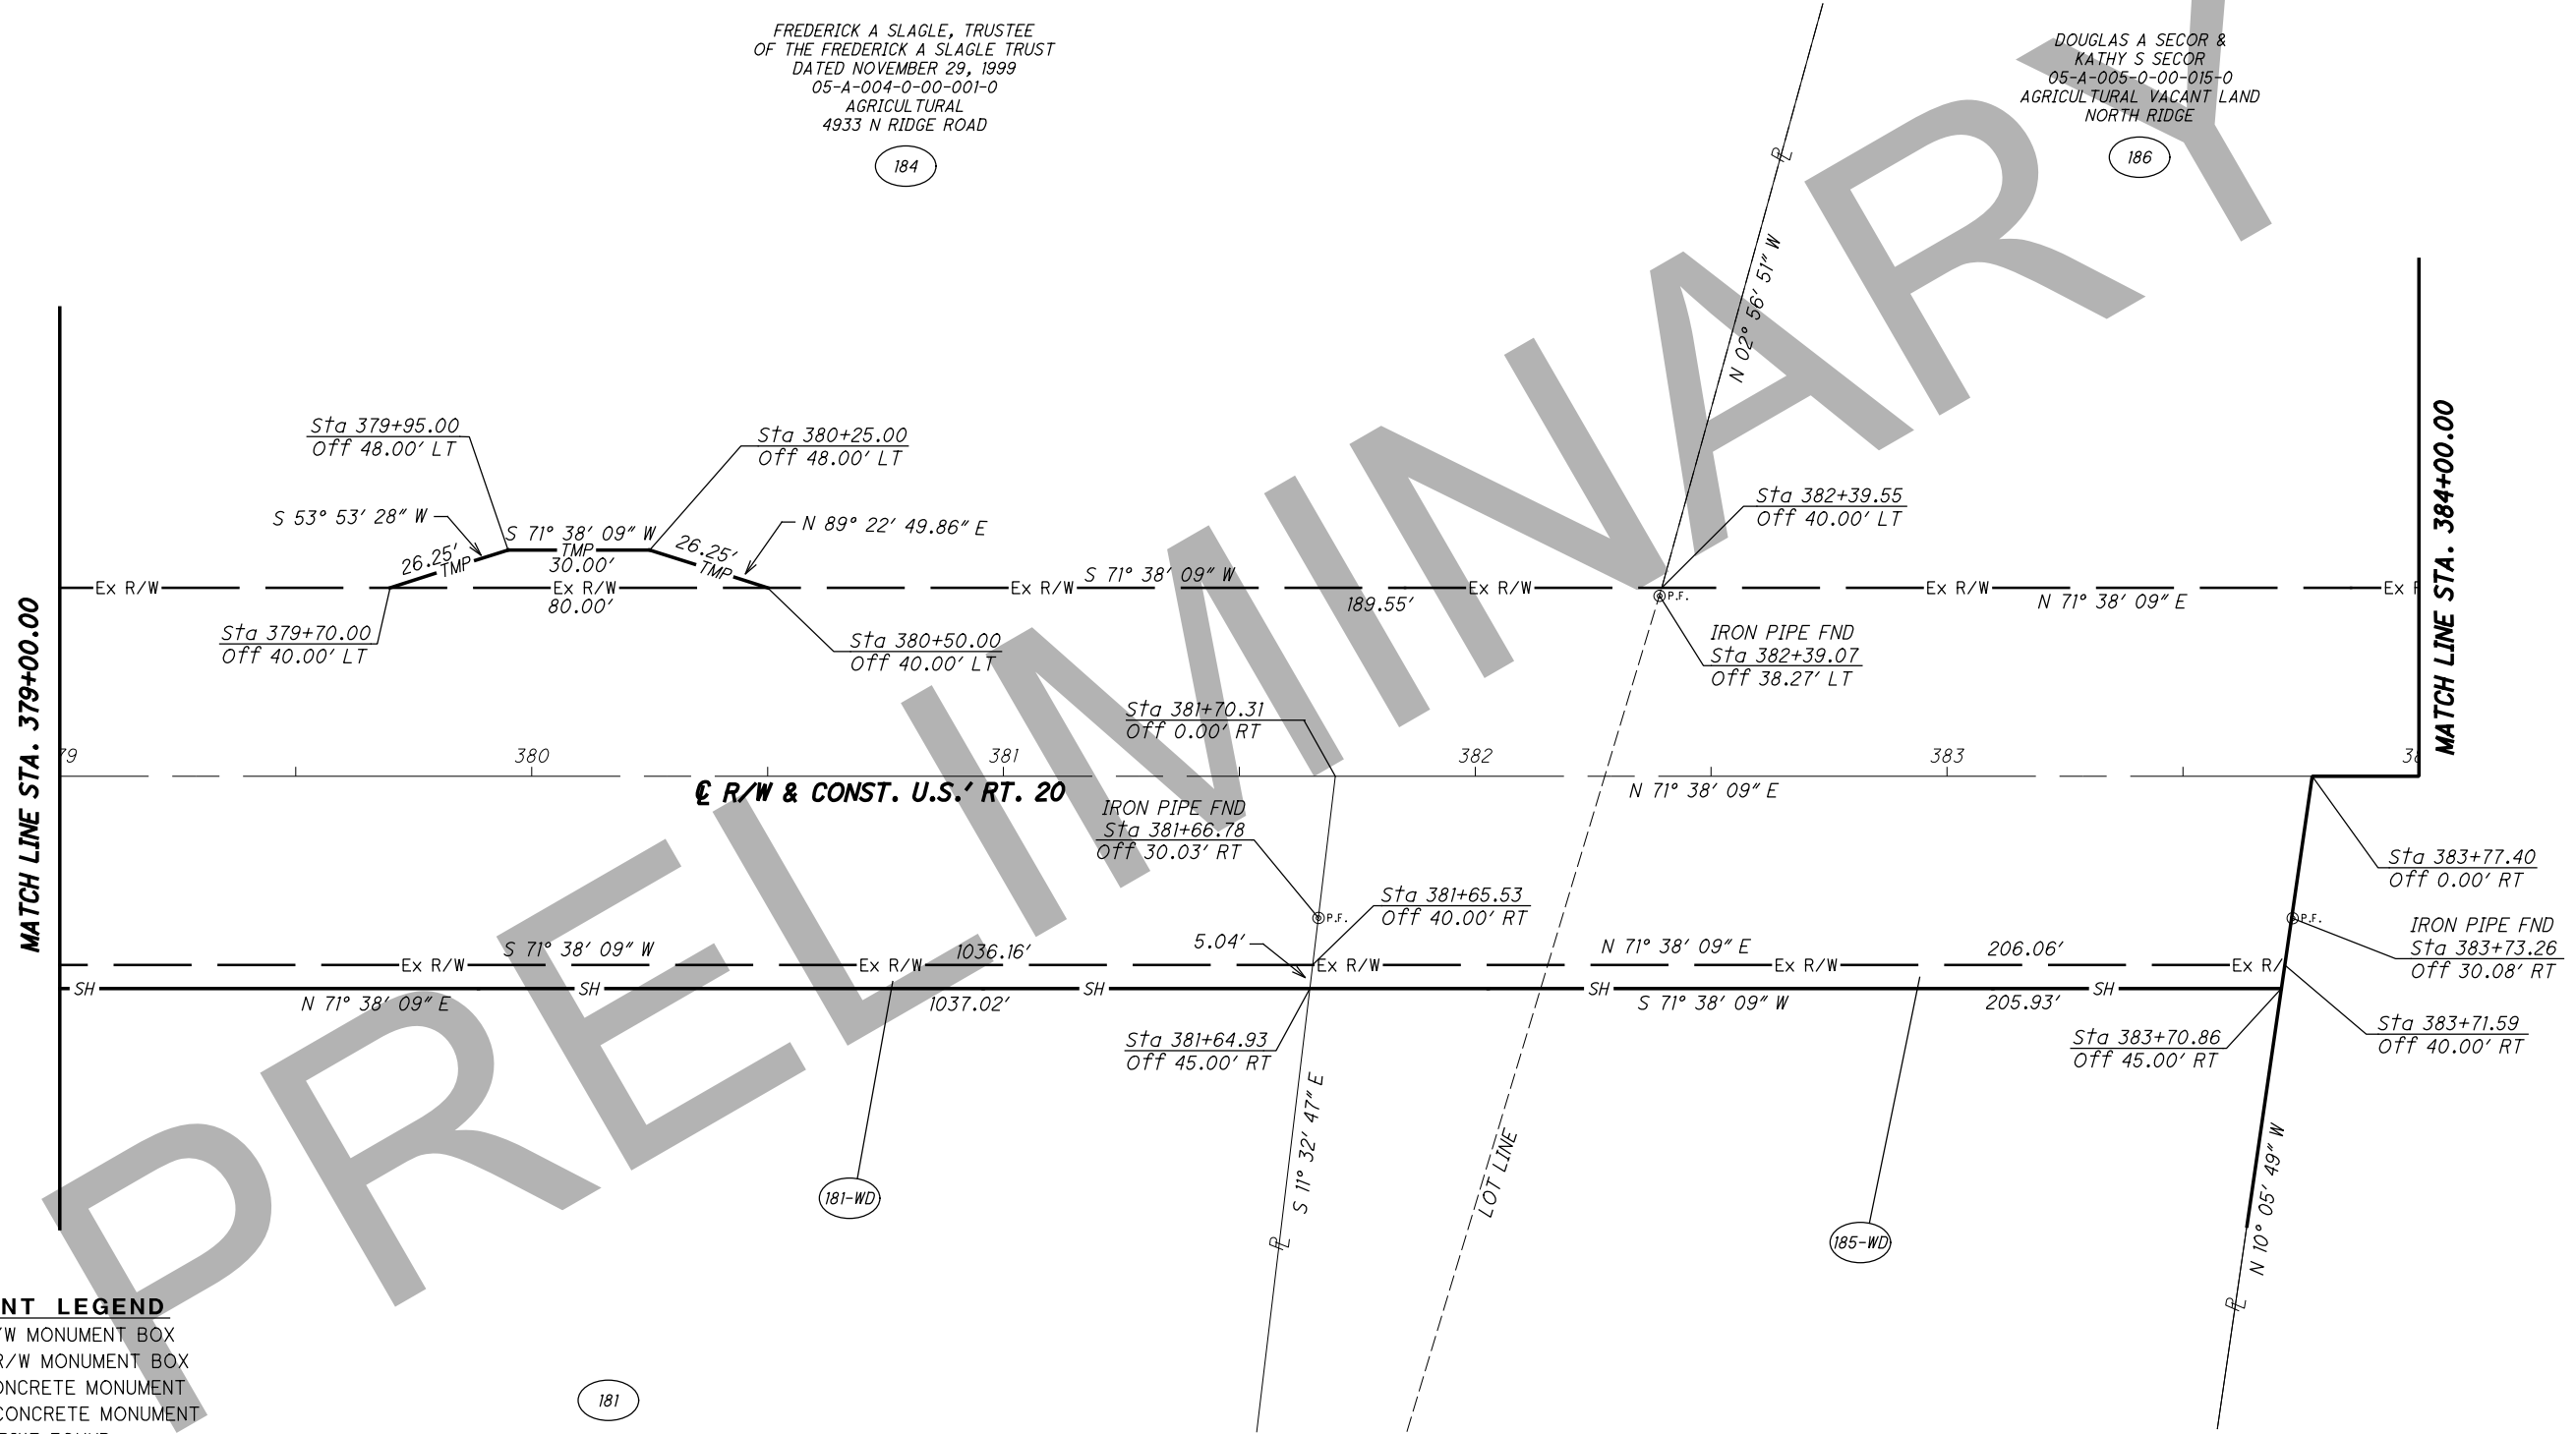 FREDERICK A SLAGLE, TRUSTEE
OF THE FREDERICK A SLAGLE TRUST
DATED NOVEMBER 29, 1999
05-A-004-0-00-001-0
AGRICULTURAL
4933 N RIDGE ROAD
184
DOUGLAS A SECOR &
KATHY S SECOR
05-A-005-0-00-015-0
AGRICULTURAL VACANT LAND
NORTH RIDGE
186
PRELIMINARY
MATCH LINE STA. 379+00.00
MATCH LINE STA. 384+00.00
PL
N 02° 56' 51" W
Sta 379+95.00
Off 48.00' LT
Sta 380+25.00
Off 48.00' LT
S 53° 53' 28" W
S 71° 38' 09" W
N 89° 22' 49.86" E
26.25'
TMP
TMP
30.00'
26.25'
TMP
Sta 382+39.55
Off 40.00' LT
Ex R/W
Ex R/W
80.00'
Ex R/W
S 71° 38' 09" W
189.55'
Ex R/W
P.F.
Ex R/W
N 71° 38' 09" E
Ex R
Sta 379+70.00
Off 40.00' LT
Sta 380+50.00
Off 40.00' LT
IRON PIPE FND
Sta 382+39.07
Off 38.27' LT
Sta 381+70.31
Off 0.00' RT
79
380
381
382
383
38
CL R/W & CONST. U.S.' RT. 20
N 71° 38' 09" E
IRON PIPE FND
Sta 381+66.78
Off 30.03' RT
P.F.
Sta 381+65.53
Off 40.00' RT
Sta 383+77.40
Off 0.00' RT
P.F.
IRON PIPE FND
Sta 383+73.26
Off 30.08' RT
5.04'
Ex R/W
S 71° 38' 09" W
Ex R/W
1036.16'
Ex R/W
N 71° 38' 09" E
Ex R/W
206.06'
Ex R/
SH
N 71° 38' 09" E
SH
1037.02'
SH
SH
S 71° 38' 09" W
205.93'
SH
Sta 381+64.93
Off 45.00' RT
Sta 383+70.86
Off 45.00' RT
Sta 383+71.59
Off 40.00' RT
S 11° 32' 47" E
PL
LOT LINE
N 10° 05' 49" W
PL
181-WD
185-WD
181
NT LEGEND
/W MONUMENT BOX
R/W MONUMENT BOX
ONCRETE MONUMENT
CONCRETE MONUMENT